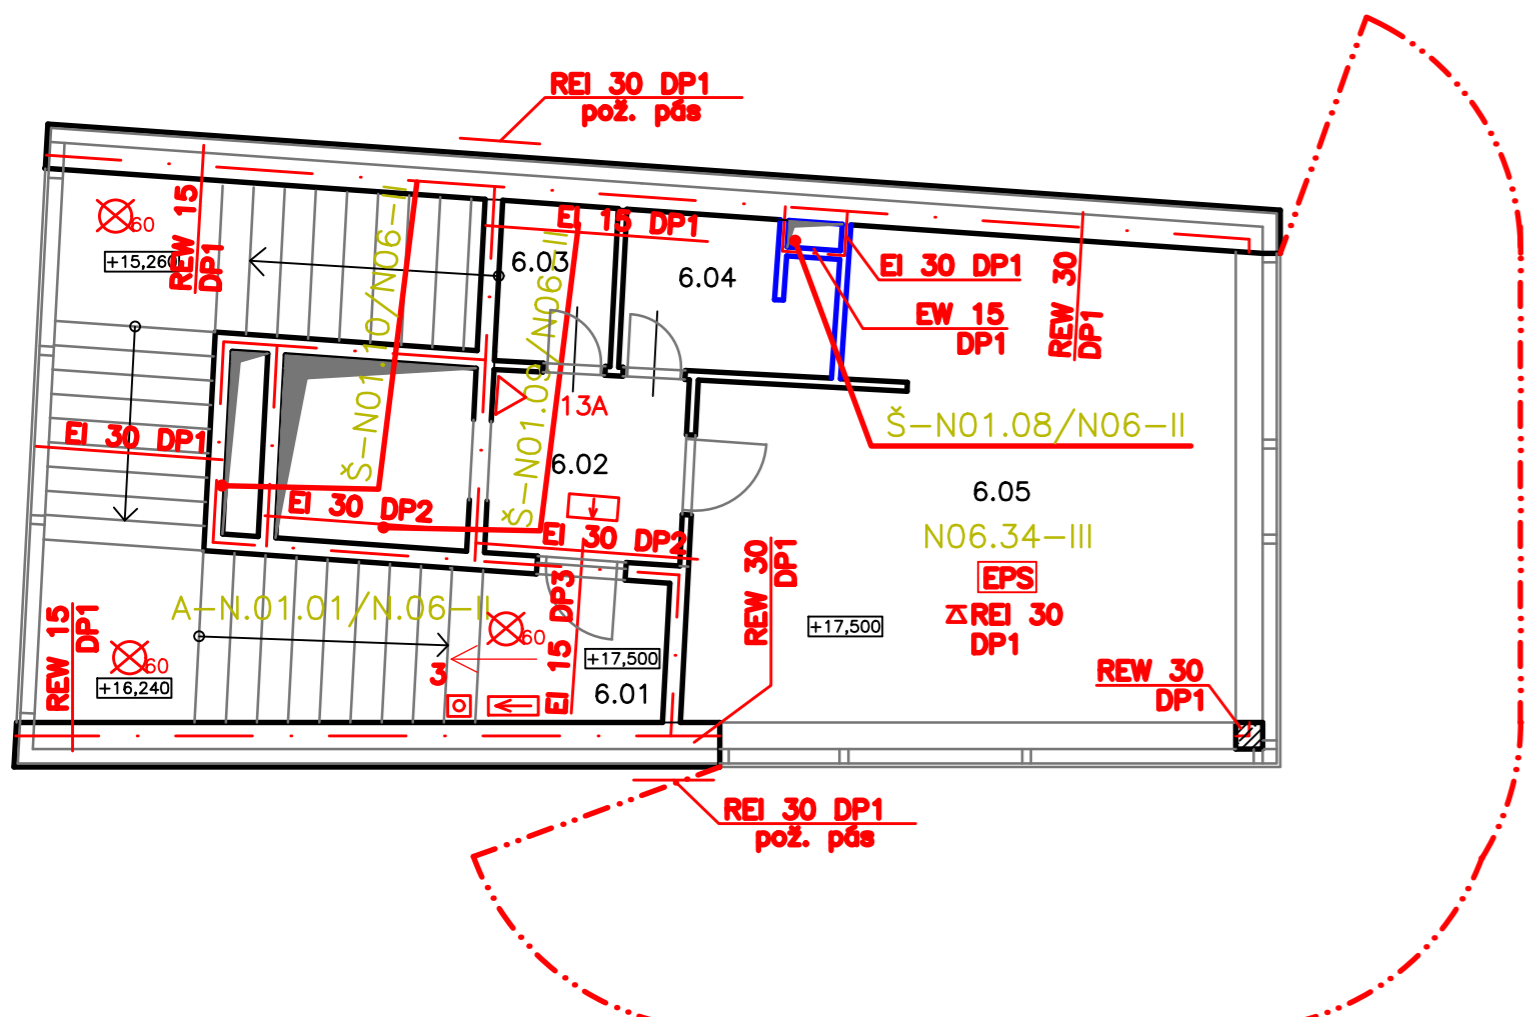 REI 30 DP1
pož. pás
REW 15
DP1
60
+15,260
Š-N01.10/N06-II
EI 15 DP1
6.03
Š-N01.09/N06-II
6.04
EI 30 DP1
EW 15
DP1
REW 30
DP1
13A
Š-N01.08/N06-II
EI 30 DP1
6.02
EI 30 DP2
6.05
N06.34-III
EI 30 DP2
EPS
REI 30
DP1
REW 30
DP1
EI 15 DP3
A-N.01.01/N.06-II
REW 15
DP1
60
60
+16,240
3
+17,500
6.01
+17,500
REW 30
DP1
REI 30 DP1
pož. pás